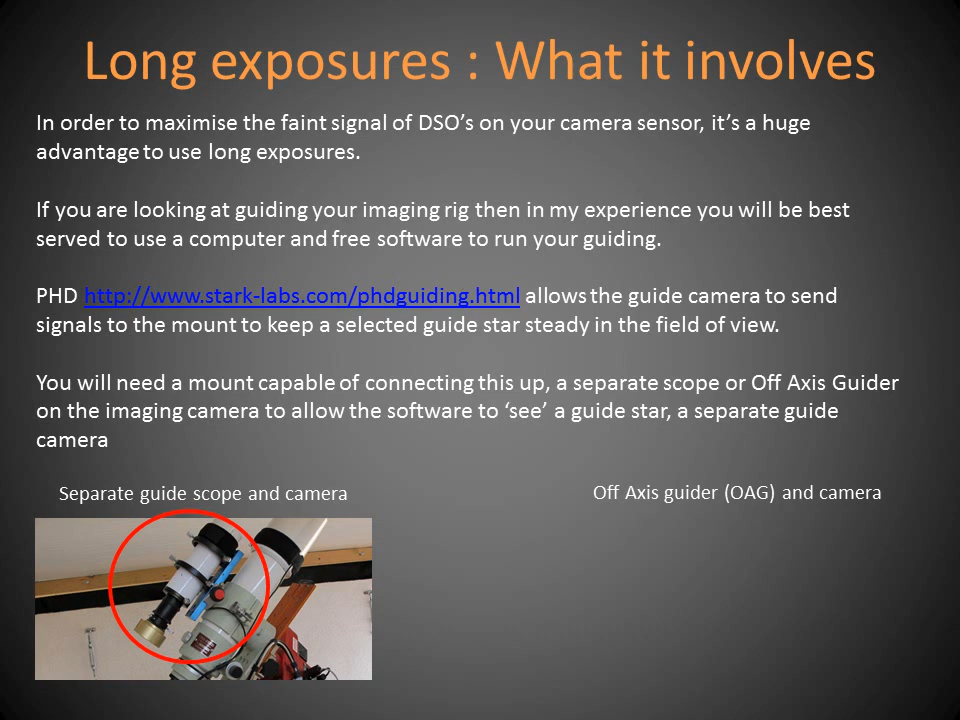 Long exposures : What it involves
In order to maximise the faint signal of DSO’s on your camera sensor, it’s a huge
advantage to use long exposures.
If you are looking at guiding your imaging rig then in my experience you will be best
served to use a computer and free software to run your guiding.
PHD http://www.stark-labs.com/phdguiding.html allows the guide camera to send
signals to the mount to keep a selected guide star steady in the field of view.
You will need a mount capable of connecting this up, a separate scope or Off Axis Guider
on the imaging camera to allow the software to ‘see’ a guide star, a separate guide
camera
Separate guide scope and camera
Off Axis guider (OAG) and camera